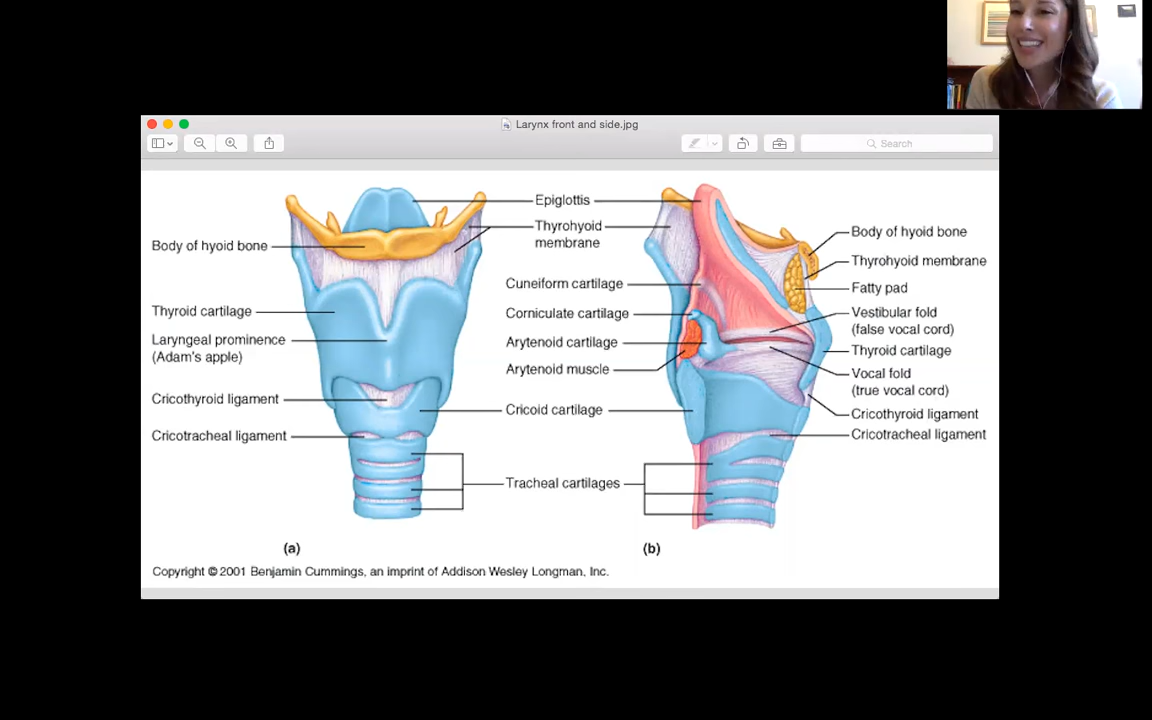 Larynx front and side.jpg
Search
Epiglottis
Thyrohyoid
membrane
Body of hyoid bone
Thyroid cartilage
Laryngeal prominence
(Adam's apple)
Cricothyroid ligament
Cricotracheal ligament
Cuneiform cartilage
Corniculate cartilage
Arytenoid cartilage
Arytenoid muscle
Cricoid cartilage
Tracheal cartilages
Body of hyoid bone
Thyrohyoid membrane
Fatty pad
Vestibular fold
(false vocal cord)
Thyroid cartilage
Vocal fold
(true vocal cord)
Cricothyroid ligament
Cricotracheal ligament
(a)
(b)
Copyright © 2001 Benjamin Cummings, an imprint of Addison Wesley Longman, Inc.